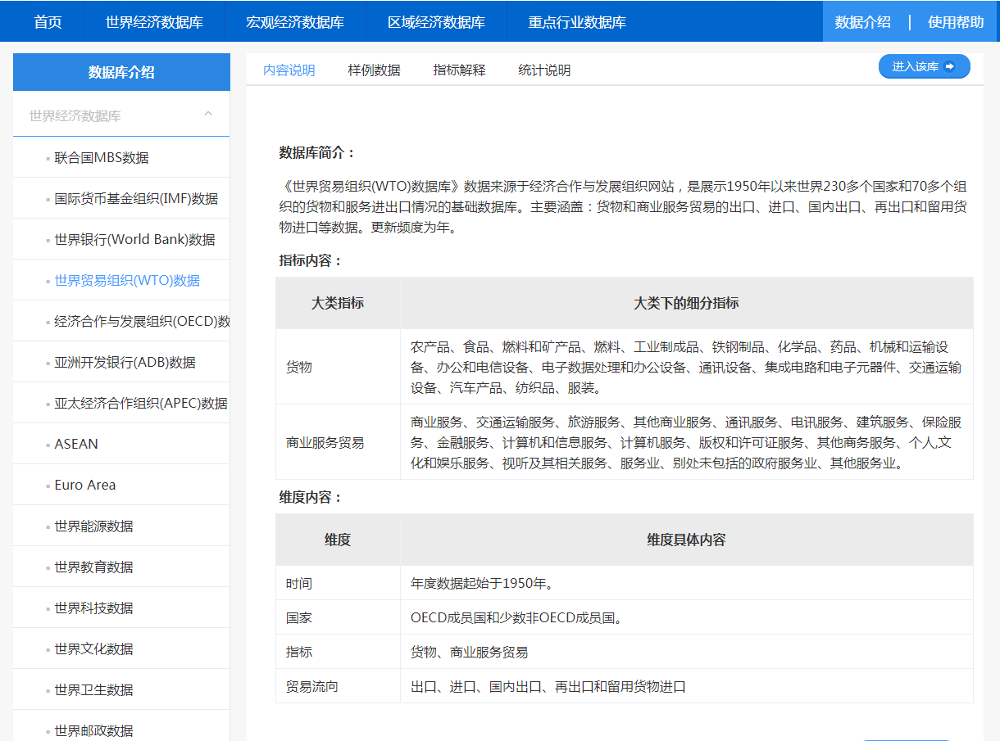 首页 世界经济数据库 宏观经济数据库 区域经济数据库 重点行业数据库 数据介绍 | 使用帮助
数据库介绍
世界经济数据库
联合国MBS数据
国际货币基金组织(IMF)数据
世界银行(World Bank)数据
世界贸易组织(WTO)数据
经济合作与发展组织(OECD)数
亚洲开发银行(ADB)数据
亚太经济合作组织(APEC)数据
ASEAN
Euro Area
世界能源数据
世界教育数据
世界科技数据
世界文化数据
世界卫生数据
世界邮政数据
内容说明 样例数据 指标解释 统计说明 进入该库
数据库简介：
《世界贸易组织(WTO)数据库》数据来源于经济合作与发展组织网站，是展示1950年以来世界230多个国家和70多个组
织的货物和服务进出口情况的基础数据库。主要涵盖：货物和商业服务贸易的出口、进口、国内出口、再出口和留用货
物进口等数据。更新频度为年。
指标内容：
大类指标 大类下的细分指标
货物
农产品、食品、燃料和矿产品、燃料、工业制成品、铁钢制品、化学品、药品、机械和运输设
备、办公和电信设备、电子数据处理和办公设备、通讯设备、集成电路和电子元器件、交通运输
设备、汽车产品、纺织品、服装。
商业服务贸易
商业服务、交通运输服务、旅游服务、其他商业服务、通讯服务、电讯服务、建筑服务、保险服
务、金融服务、计算机和信息服务、计算机服务、版权和许可证服务、其他商务服务、个人,文
化和娱乐服务、视听及其相关服务、服务业、别处未包括的政府服务业、其他服务业。
维度内容：
维度 维度具体内容
时间 年度数据起始于1950年。
国家 OECD成员国和少数非OECD成员国。
指标 货物、商业服务贸易
贸易流向 出口、进口、国内出口、再出口和留用货物进口